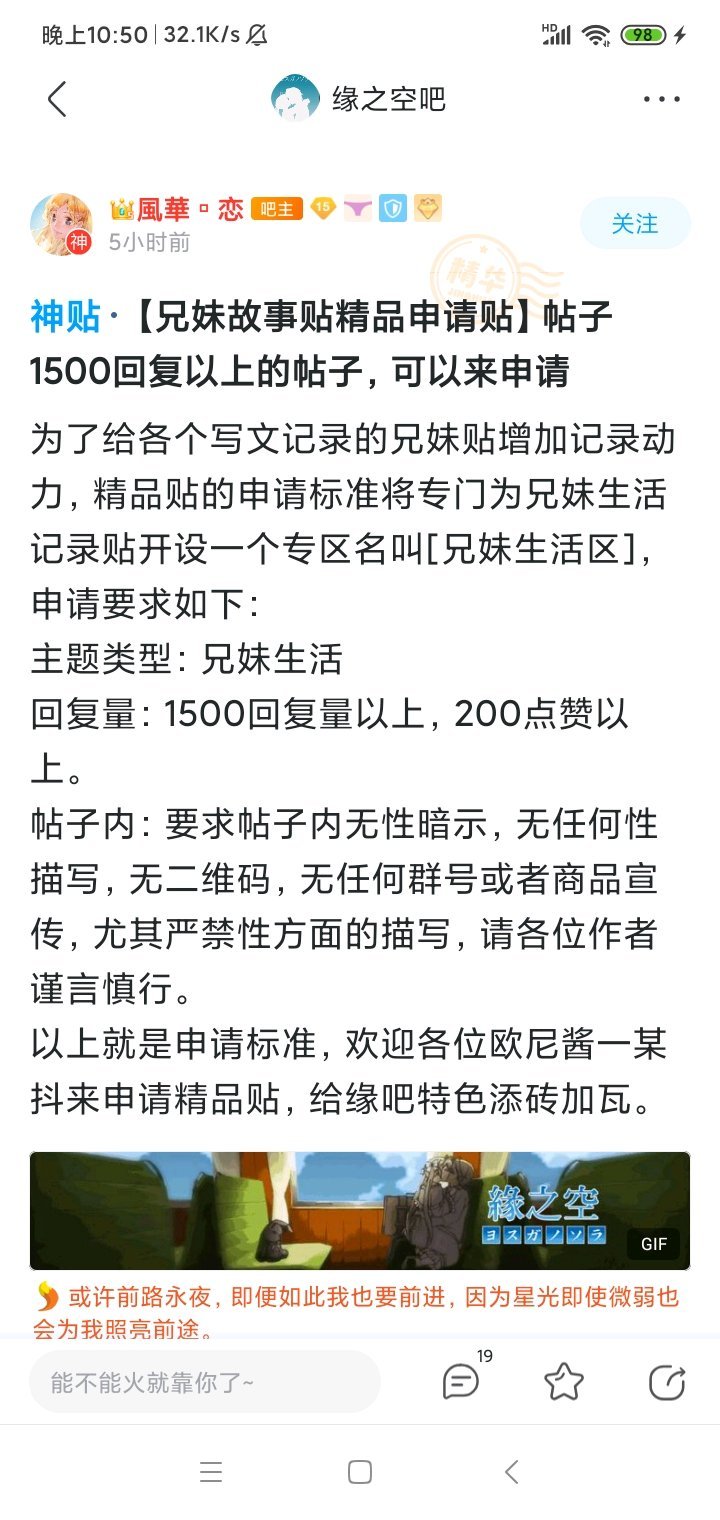 晚上10:50 | 32.1K/s HD 98
缘之空吧
風華▫恋 吧主 15
神 5小时前 关注
精华
神贴·【兄妹故事贴精品申请贴】帖子
1500回复以上的帖子，可以来申请
为了给各个写文记录的兄妹贴增加记录动
力，精品贴的申请标准将专门为兄妹生活
记录贴开设一个专区名叫[兄妹生活区]，
申请要求如下：
主题类型：兄妹生活
回复量：1500回复量以上，200点赞以
上。
帖子内：要求帖子内无性暗示，无任何性
描写，无二维码，无任何群号或者商品宣
传，尤其严禁性方面的描写，请各位作者
谨言慎行。
以上就是申请标准，欢迎各位欧尼酱一某
抖来申请精品贴，给缘吧特色添砖加瓦。
緣之空
ヨスガノソラ
GIF
或许前路永夜，即便如此我也要前进，因为星光即使微弱也
会为我照亮前途。
能不能火就靠你了~ 19